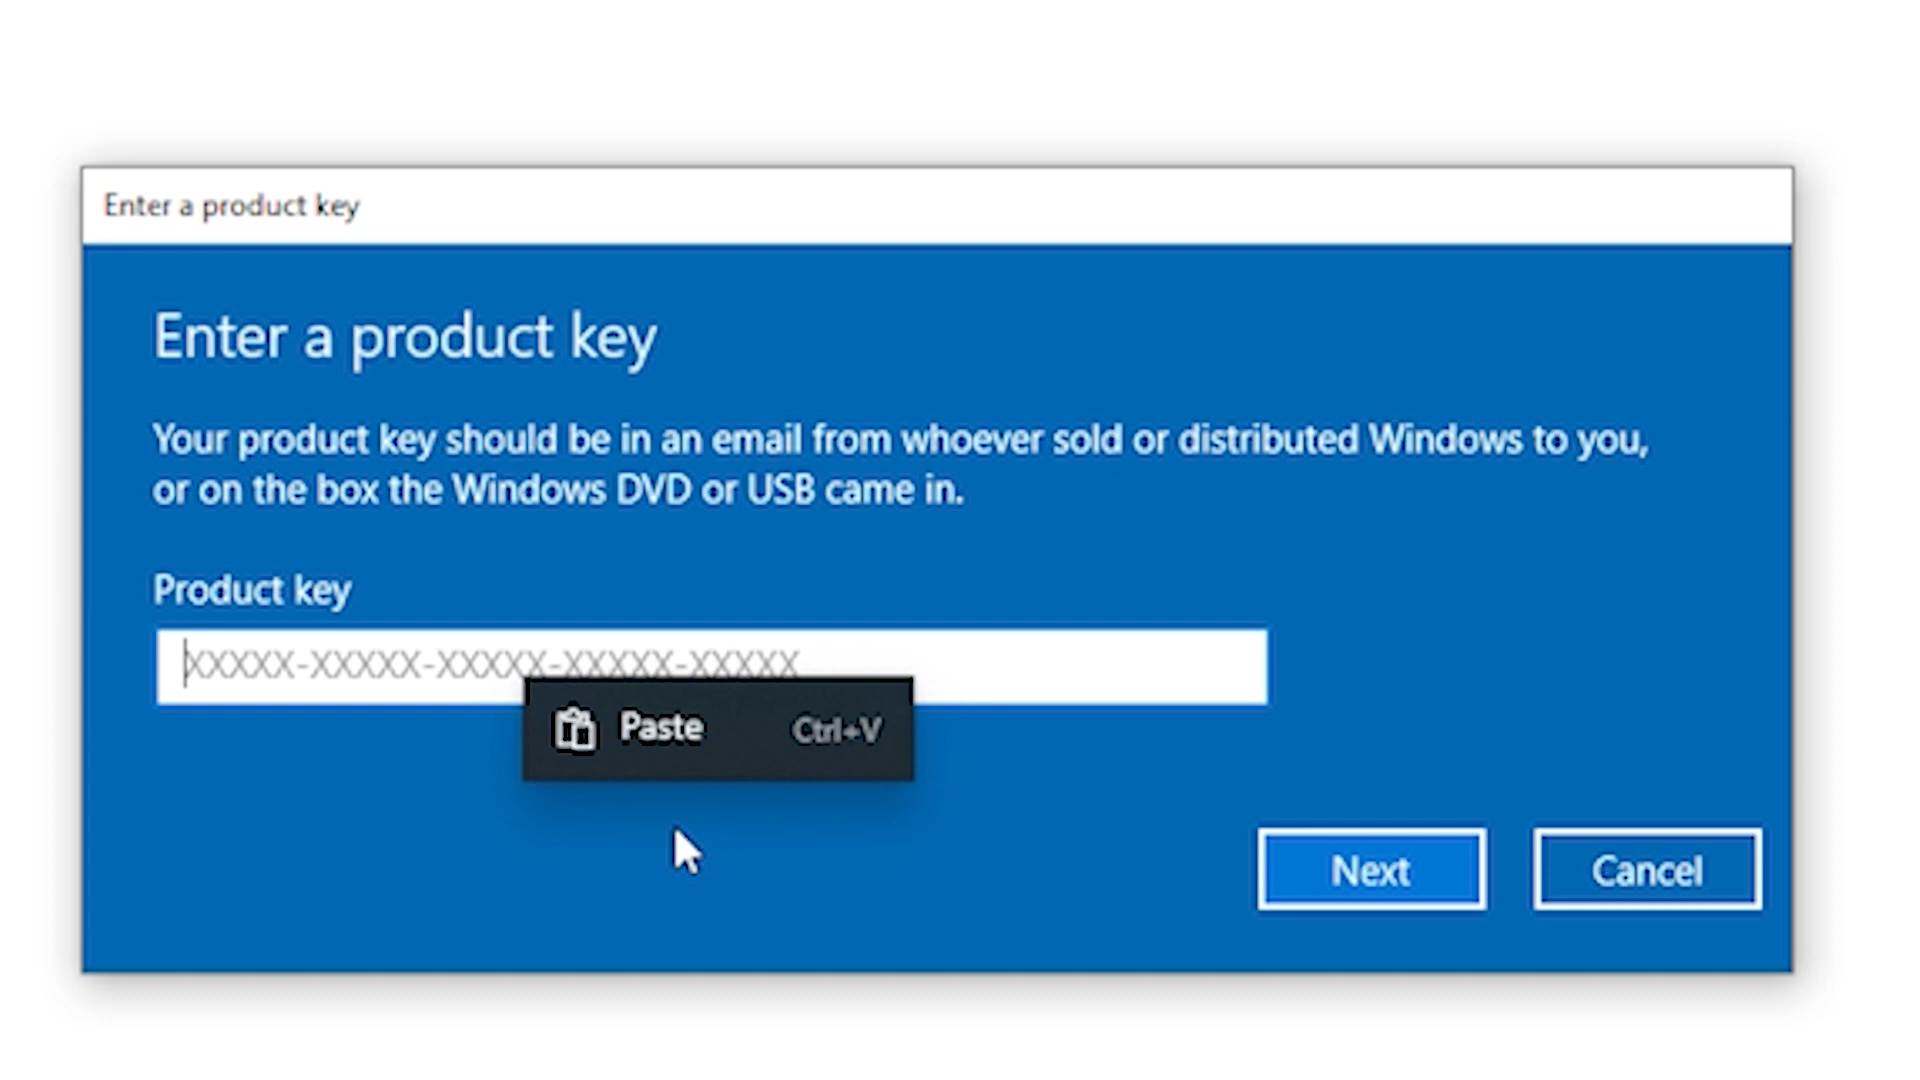 Enter a product key
Enter a product key
Your product key should be in an email from whoever sold or distributed Windows to you,
or on the box the Windows DVD or USB came in.
Product key
XXXXX-XXXXX-XXXXX-XXXXX-XXXXX
Paste Ctrl+V
Next Cancel